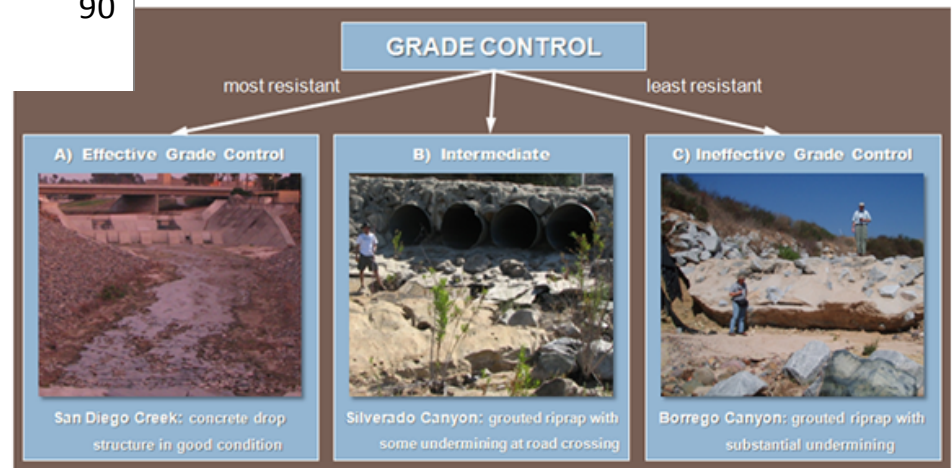 90
GRADE CONTROL
most resistant
least resistant
A) Effective Grade Control
San Diego Creek: concrete drop
structure in good condition
B) Intermediate
Silverado Canyon: grouted riprap with
some undermining at road crossing
C) Ineffective Grade Control
Borrego Canyon: grouted riprap with
substantial undermining